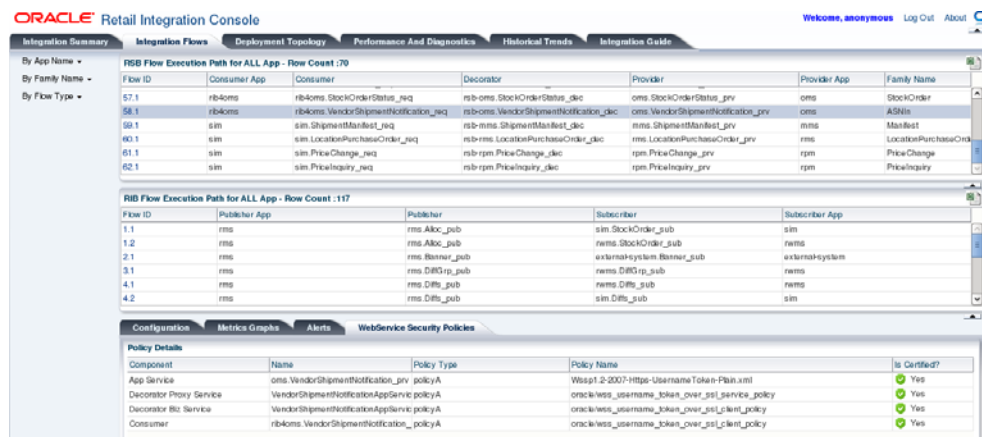 ORACLE Retail Integration Console
Welcome, anonymous Log Out About
Integration Summary Integration Flows Deployment Topology Performance And Diagnostics Historical Trends Integration Guide
By App Name
By Family Name
By Flow Type
RSB Flow Execution Path for ALL App - Row Count :70
Flow ID Consumer App Consumer Decorator Provider Provider App Family Name
57.1 rib4oms rib4oms.StockOrderStatus_req rsb-oms.StockOrderStatus_dec oms.StockOrderStatus_prv oms StockOrder
58.1 rib4oms rib4oms.VendorShipmentNotification_req rsb-oms.VendorShipmentNotification_dec oms.VendorShipmentNotification_prv oms ASNIn
59.1 sim sim.ShipmentManifest_req rsb-mms.ShipmentManifest_dec mms.ShipmentManifest_prv mms Manifest
60.1 sim sim.LocationPurchaseOrder_req rsb-rms.LocationPurchaseOrder_dec rms.LocationPurchaseOrder_prv rms LocationPurchaseOrd
61.1 sim sim.PriceChange_req rsb-rpm.PriceChange_dec rpm.PriceChange_prv rpm PriceChange
62.1 sim sim.PriceInquiry_req rsb-rpm.PriceInquiry_dec rpm.PriceInquiry_prv rpm PriceInquiry
RIB Flow Execution Path for ALL App - Row Count :117
Flow ID Publisher App Publisher Subscriber Subscriber App
1.1 rms rms.Alloc_pub sim.StockOrder_sub sim
1.2 rms rms.Alloc_pub rwms.StockOrder_sub rwms
2.1 rms rms.Banner_pub external-system.Banner_sub external-system
3.1 rms rms.DiffGrp_pub rwms.DiffGrp_sub rwms
4.1 rms rms.Diffs_pub rwms.Diffs_sub rwms
4.2 rms rms.Diffs_pub sim.Diffs_sub sim
Configuration Metrics Graphs Alerts WebService Security Policies
Policy Details
Component Name Policy Type Policy Name Is Certified?
App Service oms.VendorShipmentNotification_prv policyA Wssp1.2-2007-Https-UsernameToken-Plain.xml Yes
Decorator Proxy Service VendorShipmentNotificationAppServic policyA oracle/wss_username_token_over_ssl_service_policy Yes
Decorator Biz Service VendorShipmentNotificationAppServic policyA oracle/wss_username_token_over_ssl_client_policy Yes
Consumer rib4oms.VendorShipmentNotification_ policyA oracle/wss_username_token_over_ssl_client_policy Yes